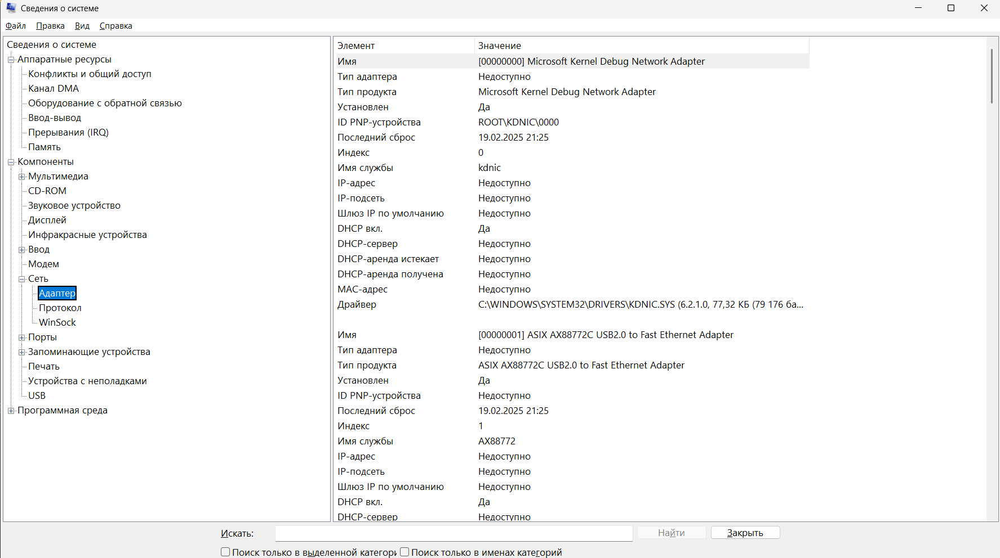 Сведения о системе
Файл Правка Вид Справка
Сведения о системе
Аппаратные ресурсы
Конфликты и общий доступ
Канал DMA
Оборудование с обратной связью
Ввод-вывод
Прерывания (IRQ)
Память
Компоненты
Мультимедиа
CD-ROM
Звуковое устройство
Дисплей
Инфракрасные устройства
Ввод
Модем
Сеть
Адаптер
Протокол
WinSock
Порты
Запоминающие устройства
Печать
Устройства с неполадками
USB
Программная среда
Элемент Значение
Имя [00000000] Microsoft Kernel Debug Network Adapter
Тип адаптера Недоступно
Тип продукта Microsoft Kernel Debug Network Adapter
Установлен Да
ID PNP-устройства ROOT\KDNIC\0000
Последний сброс 19.02.2025 21:25
Индекс 0
Имя службы kdnic
IP-адрес Недоступно
IP-подсеть Недоступно
Шлюз IP по умолчанию Недоступно
DHCP вкл. Да
DHCP-сервер Недоступно
DHCP-аренда истекает Недоступно
DHCP-аренда получена Недоступно
MAC-адрес Недоступно
Драйвер C:\WINDOWS\SYSTEM32\DRIVERS\KDNIC.SYS (6.2.1.0, 77,32 КБ (79 176 ба...
Имя [00000001] ASIX AX88772C USB2.0 to Fast Ethernet Adapter
Тип адаптера Недоступно
Тип продукта ASIX AX88772C USB2.0 to Fast Ethernet Adapter
Установлен Да
ID PNP-устройства Недоступно
Последний сброс 19.02.2025 21:25
Индекс 1
Имя службы AX88772
IP-адрес Недоступно
IP-подсеть Недоступно
Шлюз IP по умолчанию Недоступно
DHCP вкл. Да
DHCP-сервер Недоступно
Искать: Найти Закрыть
Поиск только в выделенной категори Поиск только в именах категорий